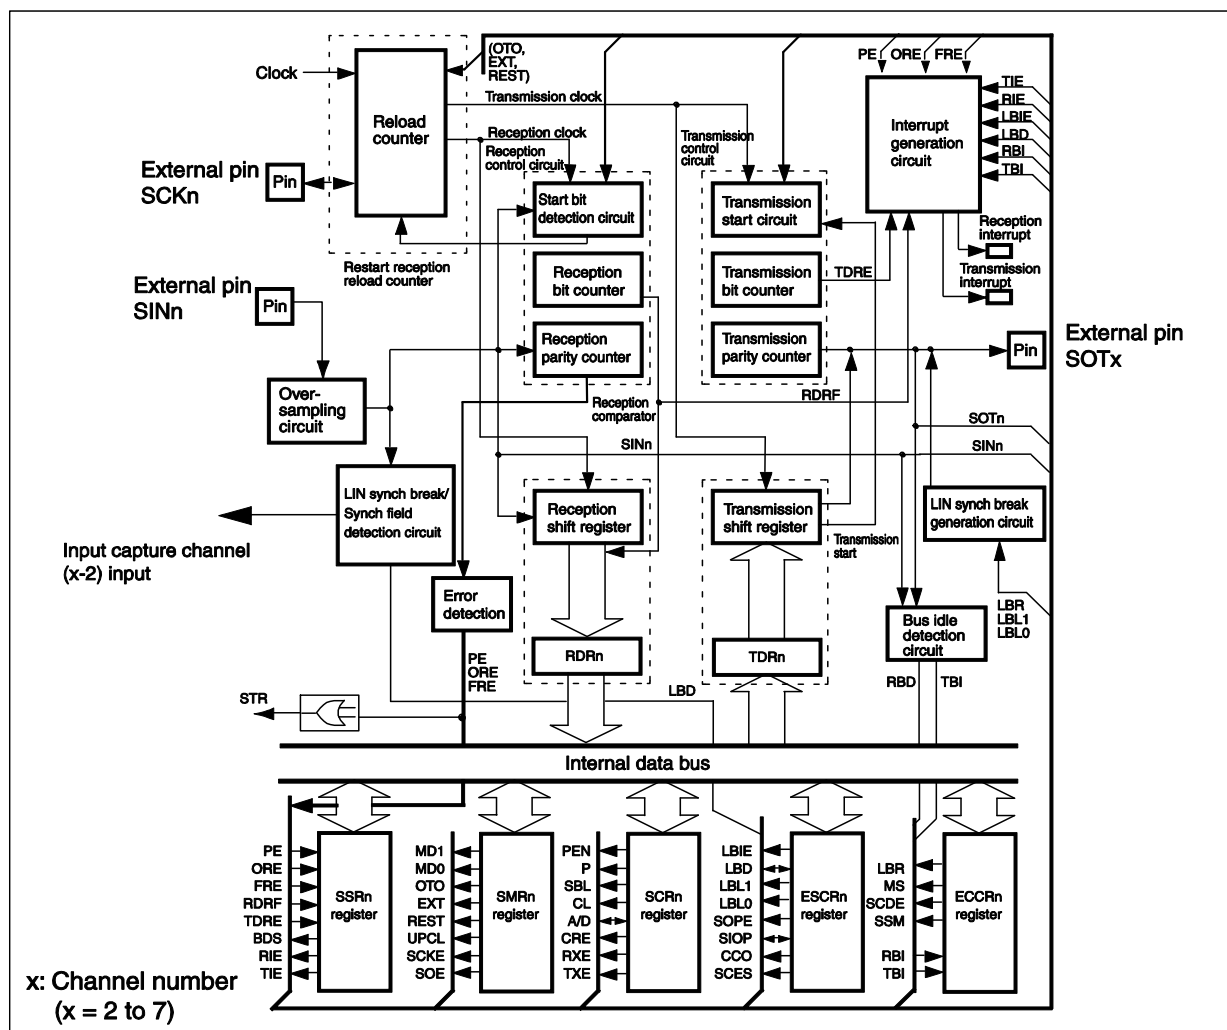 (OTO,
EXT,
REST)
PE ORE FRE
Clock
Reload
counter
Transmission clock
Reception clock
Reception
control circuit
Transmission
control
circuit
Interrupt
generation
circuit
TIE
RIE
LBIE
LBD
RBI
TBI
External pin
SCKn
Pin
Start bit
detection circuit
Transmission
start circuit
Reception
interrupt
Restart reception
reload counter
Reception
bit counter
Transmission
bit counter
TDRE
Transmission
interrupt
External pin
SINn
Pin
Reception
parity counter
Transmission
parity counter
Pin
External pin
SOTx
Over-
sampling
circuit
Reception
comparator
RDRF
SOTn
SINn
SINn
LIN synch break/
Synch field
detection circuit
Reception
shift register
Transmission
shift register
LIN synch break
generation circuit
Transmission
start
Input capture channel
(x-2) input
Error
detection
LBR
LBL1
LBL0
Bus idle
detection
circuit
RDRn
TDRn
PE
ORE
FRE
RBD TBI
LBD
STR
Internal data bus
PE
ORE
FRE
RDRF
TDRE
BDS
RIE
TIE
SSRn
register
MD1
MD0
OTO
EXT
REST
UPCL
SCKE
SOE
SMRn
register
PEN
P
SBL
CL
A/D
CRE
RXE
TXE
SCRn
register
LBIE
LBD
LBL1
LBL0
SOPE
SIOP
CCO
SCES
ESCRn
register
LBR
MS
SCDE
SSM
RBI
TBI
ECCRn
register
x: Channel number
(x = 2 to 7)